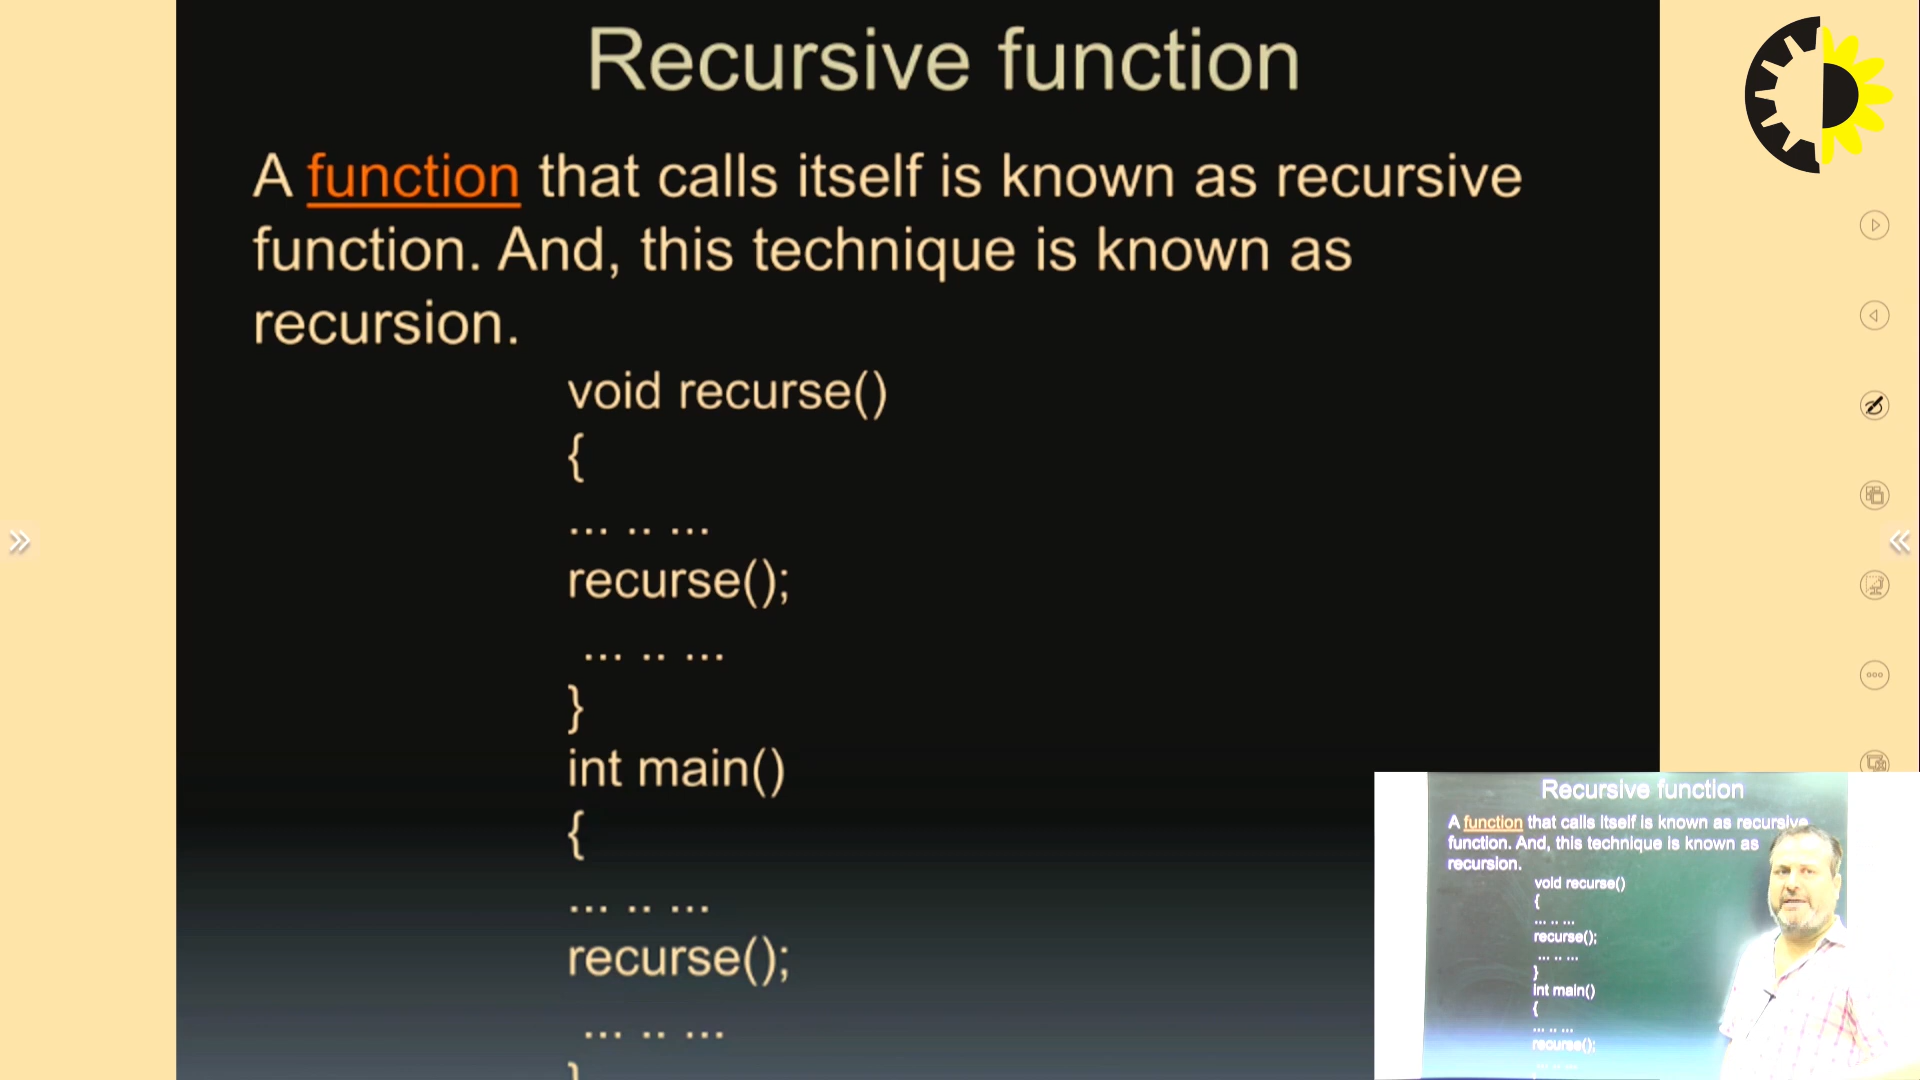 Recursive function
A function that calls itself is known as recursive
function. And, this technique is known as
recursion.
void recurse()
{
... .. ...
recurse();
... .. ...
}
int main()
{
... .. ...
recurse();
... .. ...
}
Recursive function
A function that calls itself is known as recursive
function. And, this technique is known as
recursion.
void recurse()
{
... .. ...
recurse();
... .. ...
}
int main()
{
... .. ...
recurse();
... .. ...